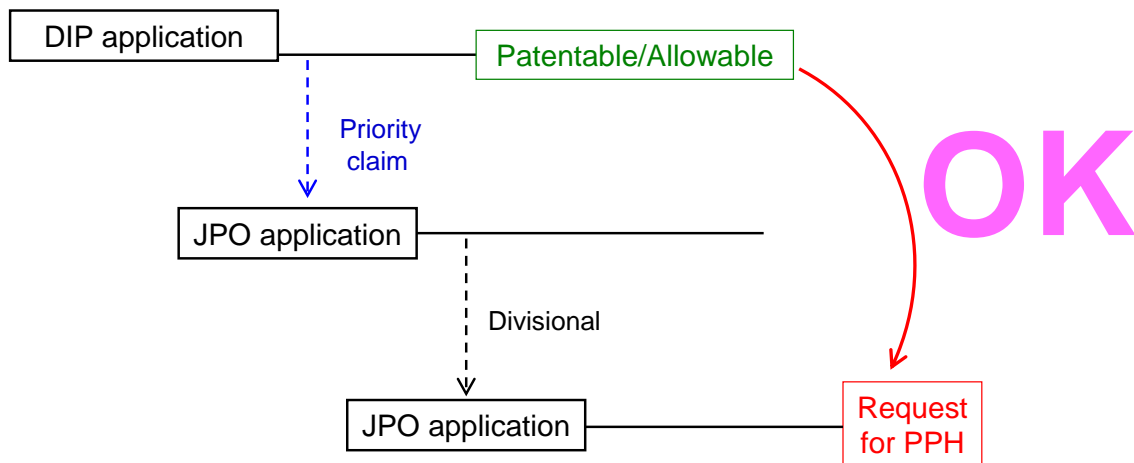 DIP application
Patentable/Allowable
Priority
claim
OK
JPO application
Divisional
JPO application
Request
for PPH